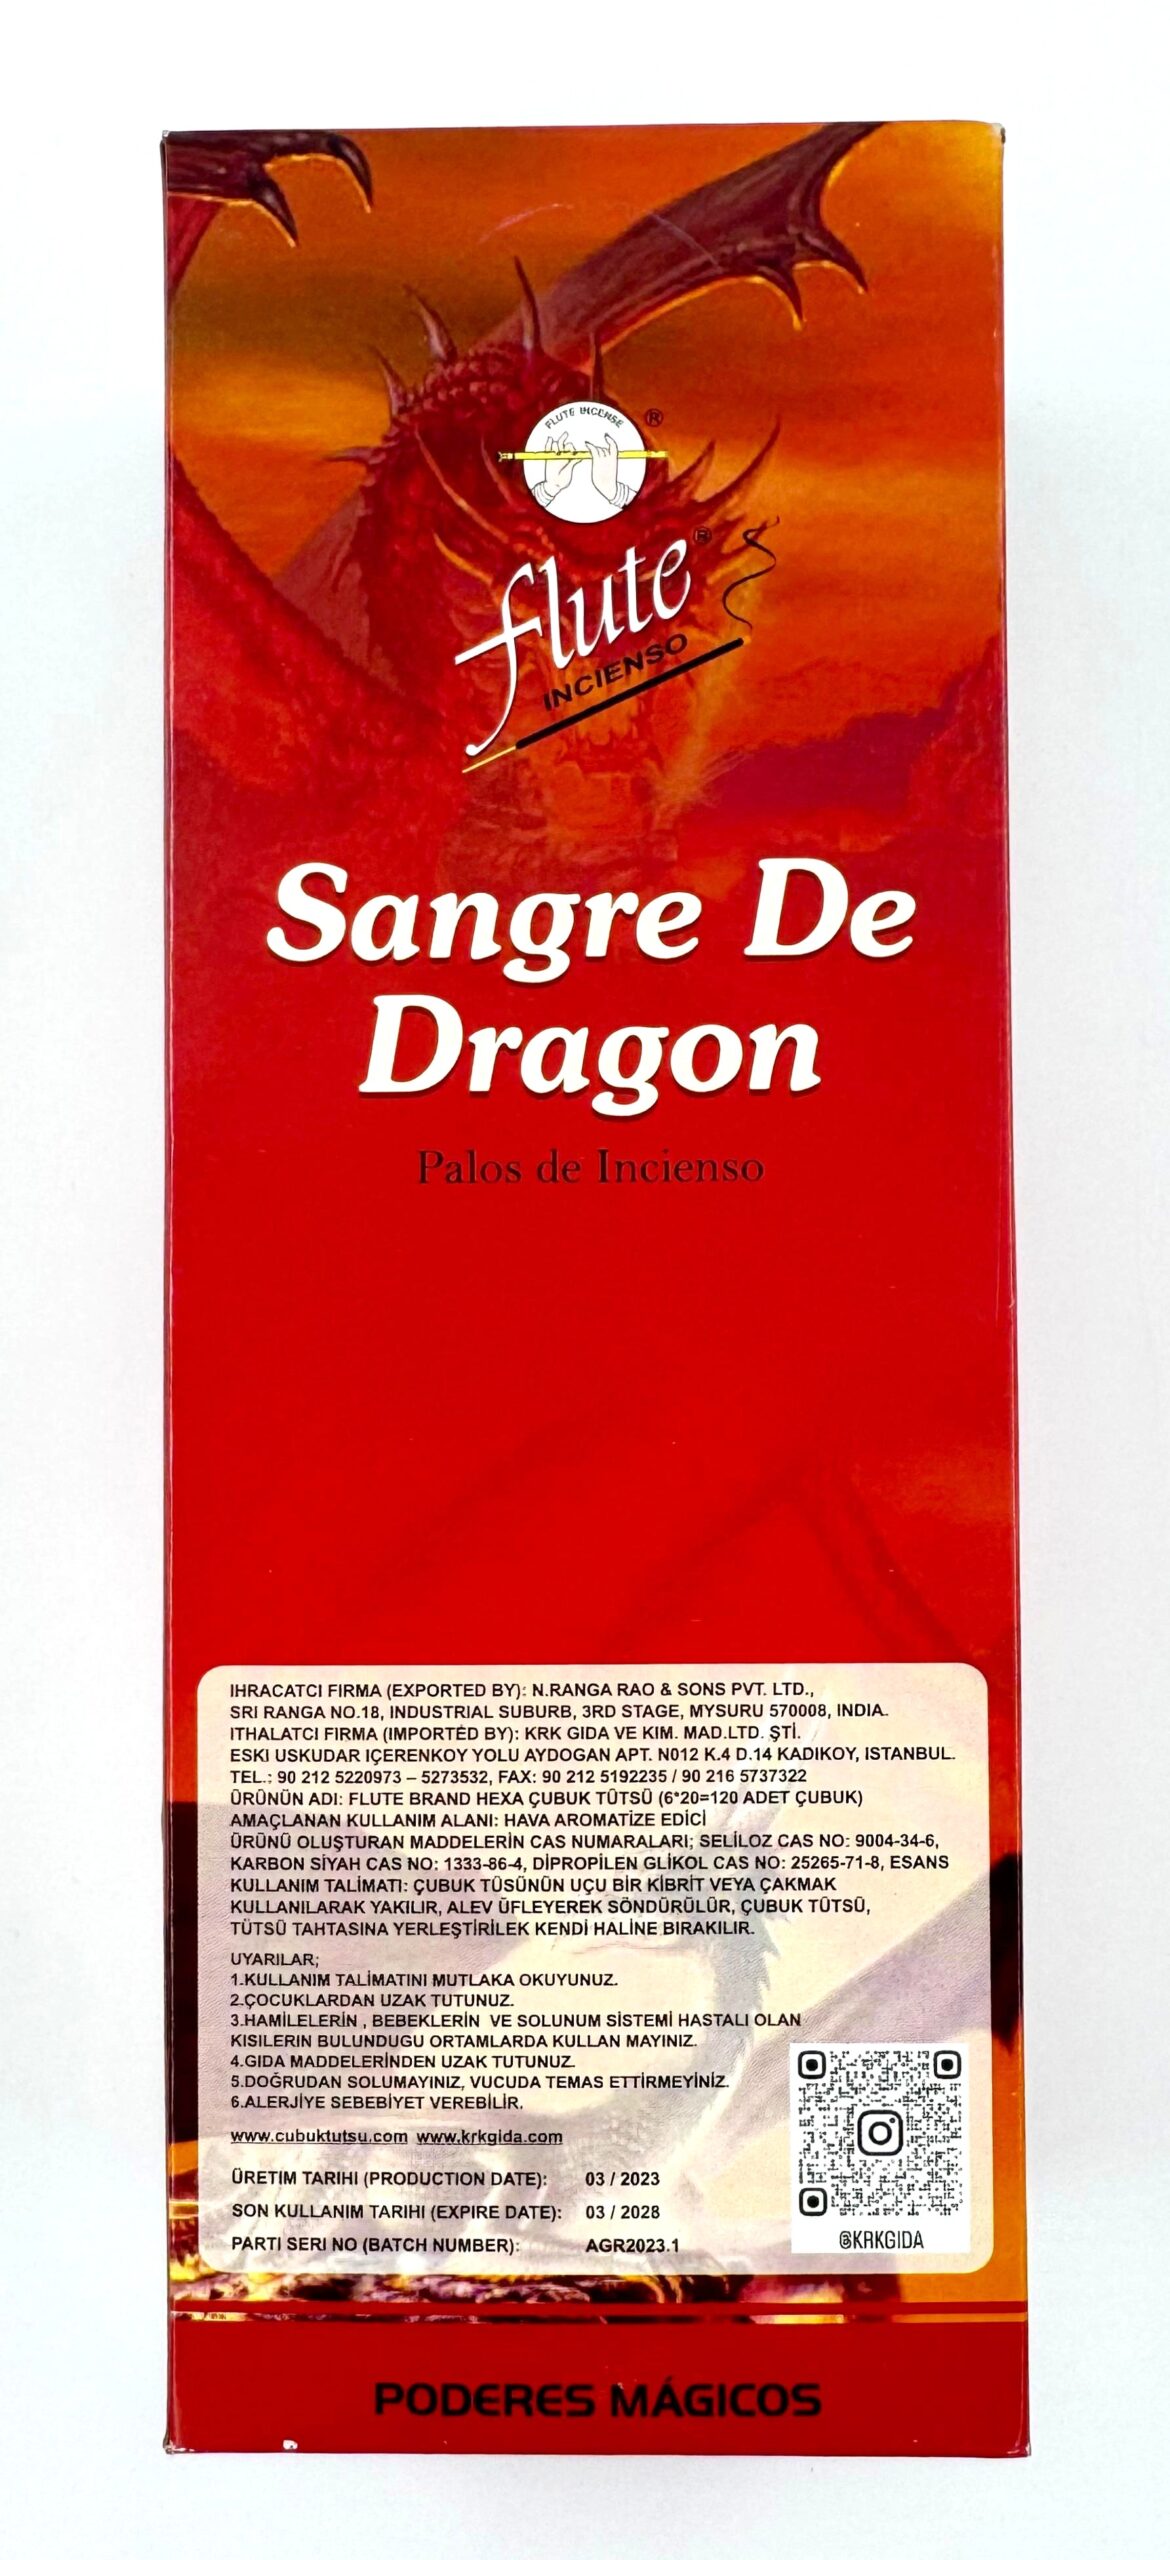 FLUTE INCENSE
®
flute®
INCIENSO
Sangre De
Dragon
Palos de Incienso
IHRACATCI FIRMA (EXPORTED BY): N.RANGA RAO & SONS PVT. LTD.,
SRI RANGA NO.18, INDUSTRIAL SUBURB, 3RD STAGE, MYSURU 570008, INDIA.
ITHALATCI FIRMA (IMPORTED BY): KRK GIDA VE KIM. MAD.LTD. ŞTİ.
ESKI USKUDAR IÇERENKOY YOLU AYDOGAN APT. N012 K.4 D.14 KADIKOY, ISTANBUL.
TEL.: 90 212 5220973 – 5273532, FAX: 90 212 5192235 / 90 216 5737322
ÜRÜNÜN ADI: FLUTE BRAND HEXA ÇUBUK TÜTSÜ (6*20=120 ADET ÇUBUK)
AMAÇLANAN KULLANIM ALANI: HAVA AROMATİZE EDİCİ
ÜRÜNÜ OLUŞTURAN MADDELERİN CAS NUMARALARI; SELİLOZ CAS NO: 9004-34-6,
KARBON SİYAH CAS NO: 1333-86-4, DİPROPİLEN GLİKOL CAS NO: 25265-71-8, ESANS
KULLANIM TALİMATI: ÇUBUK TÜSÜNÜN UÇU BİR KİBRİT VEYA ÇAKMAK
KULLANILARAK YAKILIR, ALEV ÜFLEYEREK SÖNDÜRÜLÜR, ÇUBUK TÜTSÜ,
TÜTSÜ TAHTASINA YERLEŞTİRİLEK KENDİ HALİNE BIRAKILIR.
UYARILAR;
1.KULLANIM TALİMATINI MUTLAKA OKUYUNUZ.
2.ÇOCUKLARDAN UZAK TUTUNUZ.
3.HAMİLELERİN , BEBEKLERİN VE SOLUNUM SİSTEMİ HASTALI OLAN
KISILERIN BULUNDUGU ORTAMLARDA KULLAN MAYINIZ.
4.GIDA MADDELERİNDEN UZAK TUTUNUZ.
5.DOĞRUDAN SOLUMAYINIZ, VUCUDA TEMAS ETTİRMEYİNİZ.
6.ALERJİYE SEBEBİYET VEREBİLİR.
www.cubuktutsu.com www.krkgida.com
ÜRETIM TARIHI (PRODUCTION DATE): 03 / 2023
SON KULLANIM TARIHI (EXPIRE DATE): 03 / 2028
PARTI SERI NO (BATCH NUMBER): AGR2023.1
@KRKGIDA
PODERES MÁGICOS